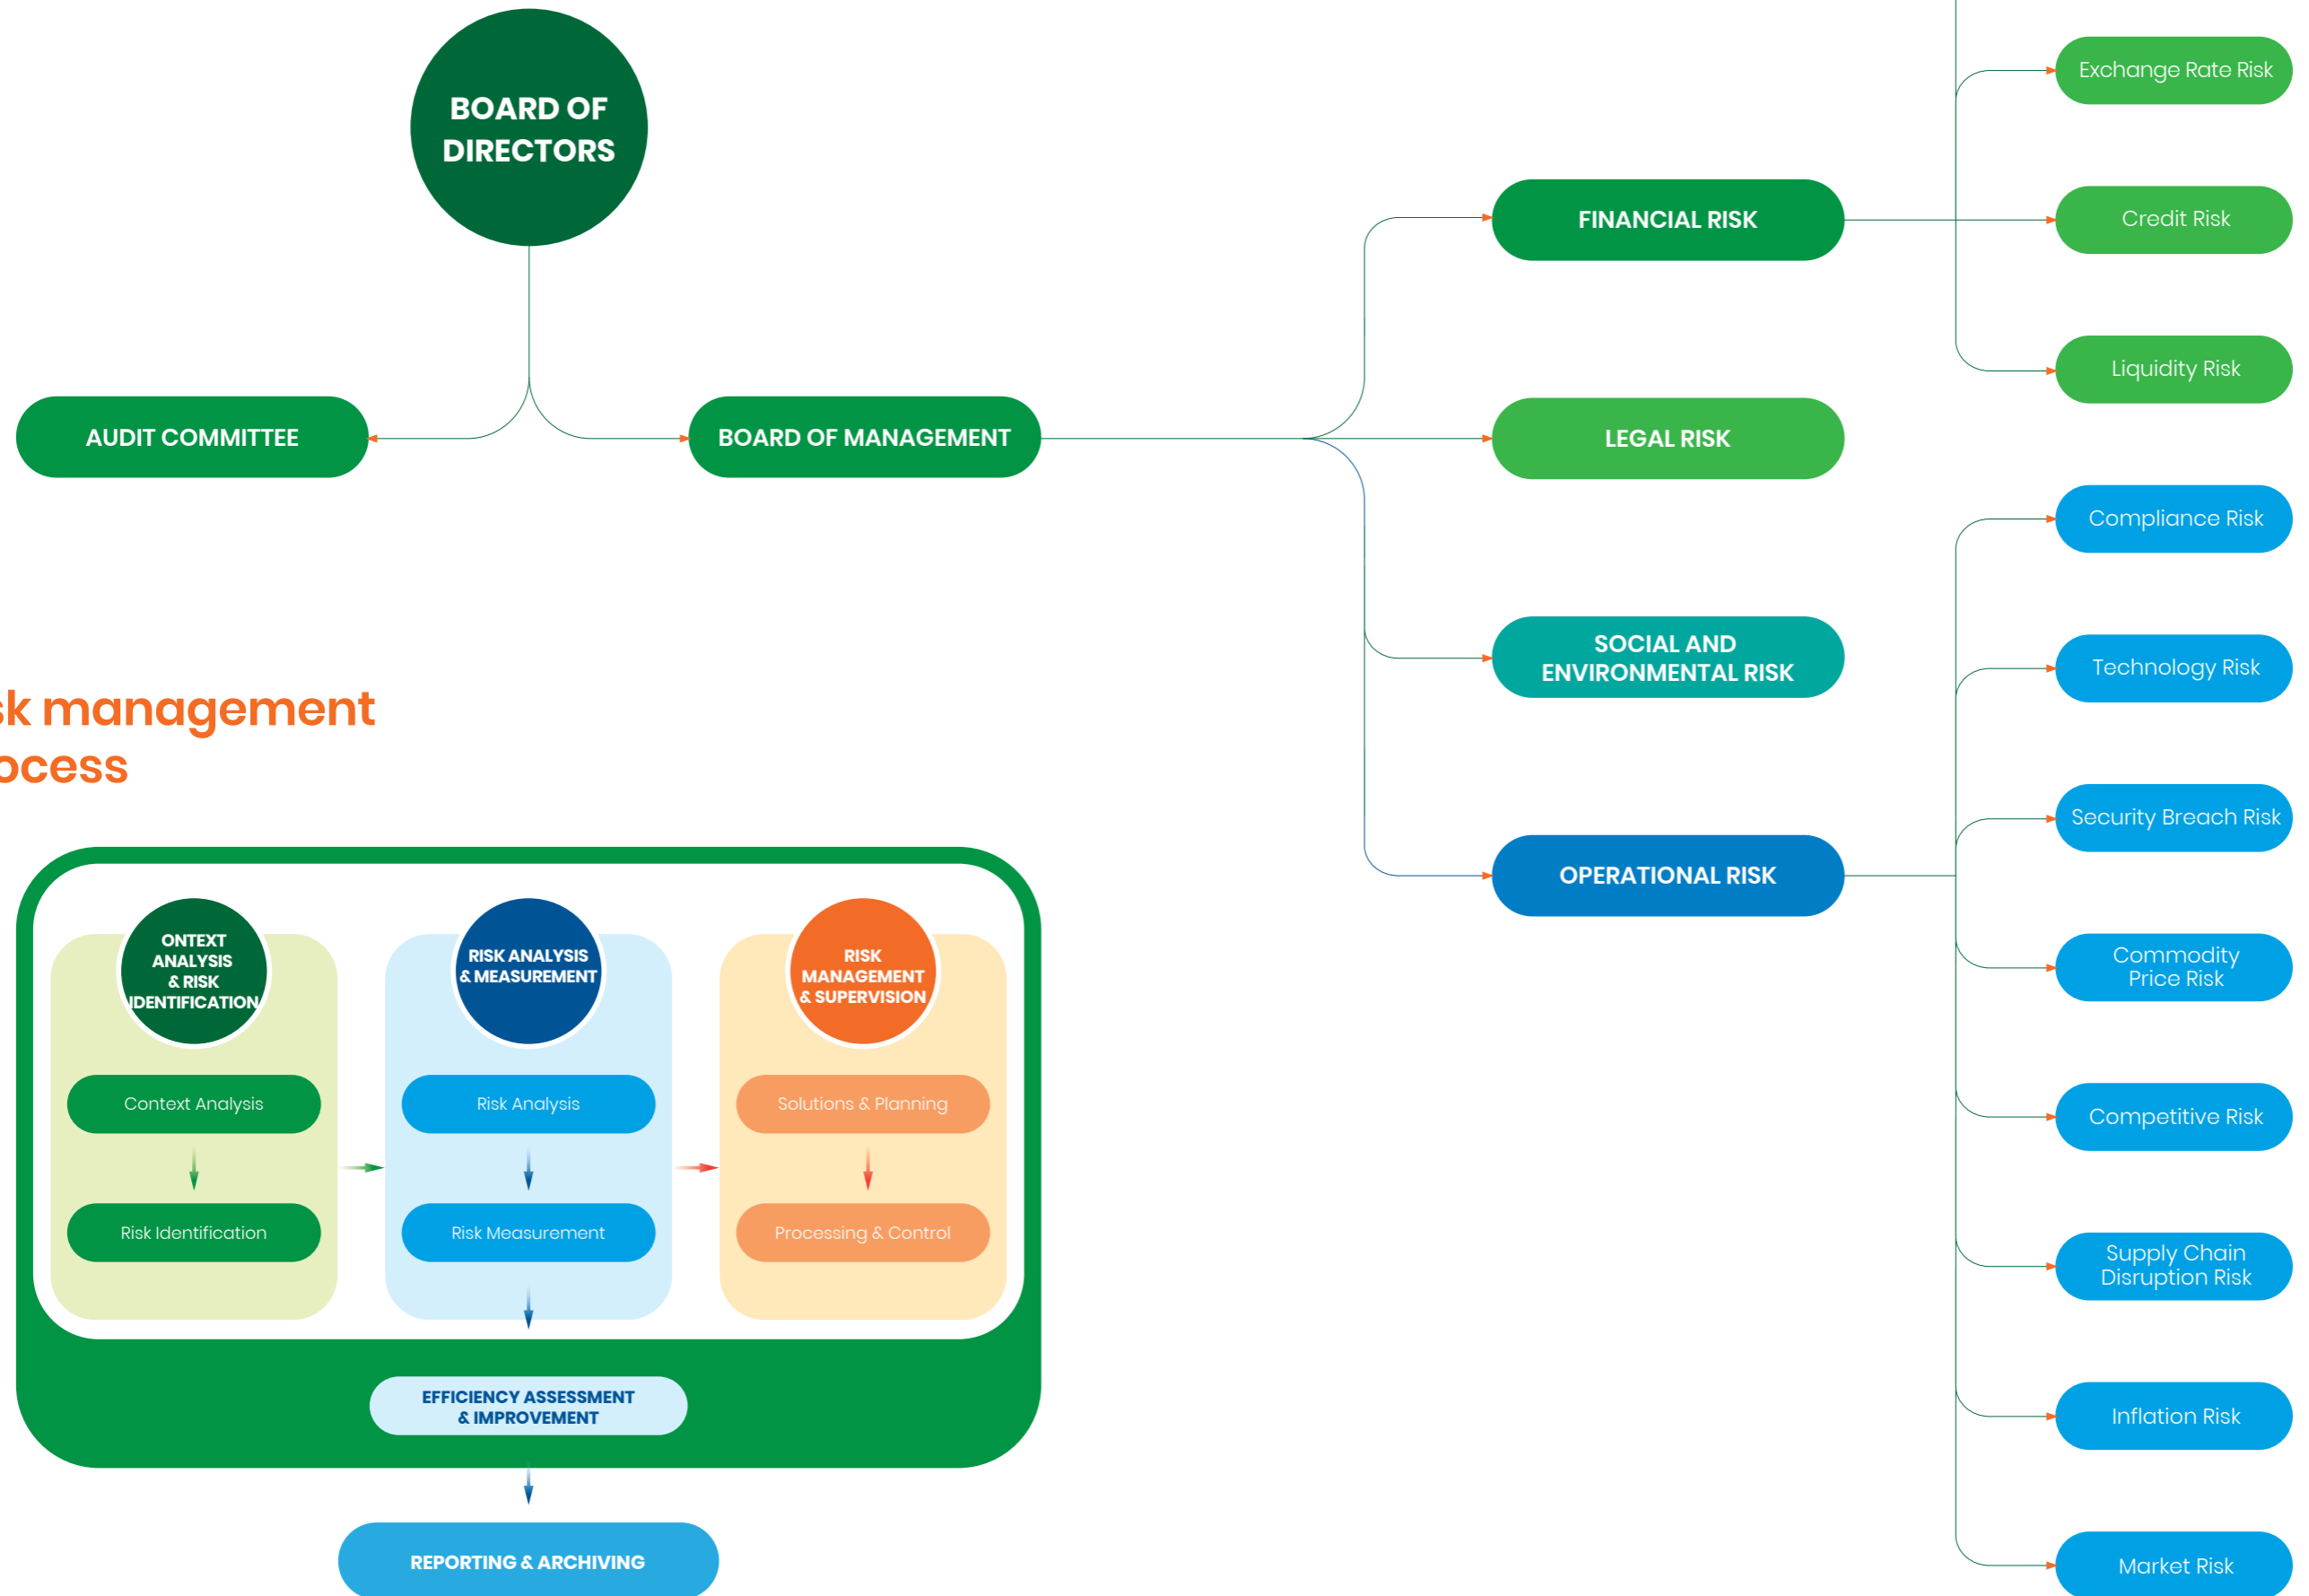 BOARD OF
DIRECTORS
AUDIT COMMITTEE
BOARD OF MANAGEMENT
FINANCIAL RISK
LEGAL RISK
SOCIAL AND
ENVIRONMENTAL RISK
OPERATIONAL RISK
Exchange Rate Risk
Credit Risk
Liquidity Risk
Compliance Risk
Technology Risk
Security Breach Risk
Commodity
Price Risk
Competitive Risk
Supply Chain
Disruption Risk
Inflation Risk
Market Risk
sk management
ocess
ONTEXT
ANALYSIS
& RISK
IDENTIFICATION
Context Analysis
Risk Identification
RISK ANALYSIS
& MEASUREMENT
Risk Analysis
Risk Measurement
RISK
MANAGEMENT
& SUPERVISION
Solutions & Planning
Processing & Control
EFFICIENCY ASSESSMENT
& IMPROVEMENT
REPORTING & ARCHIVING